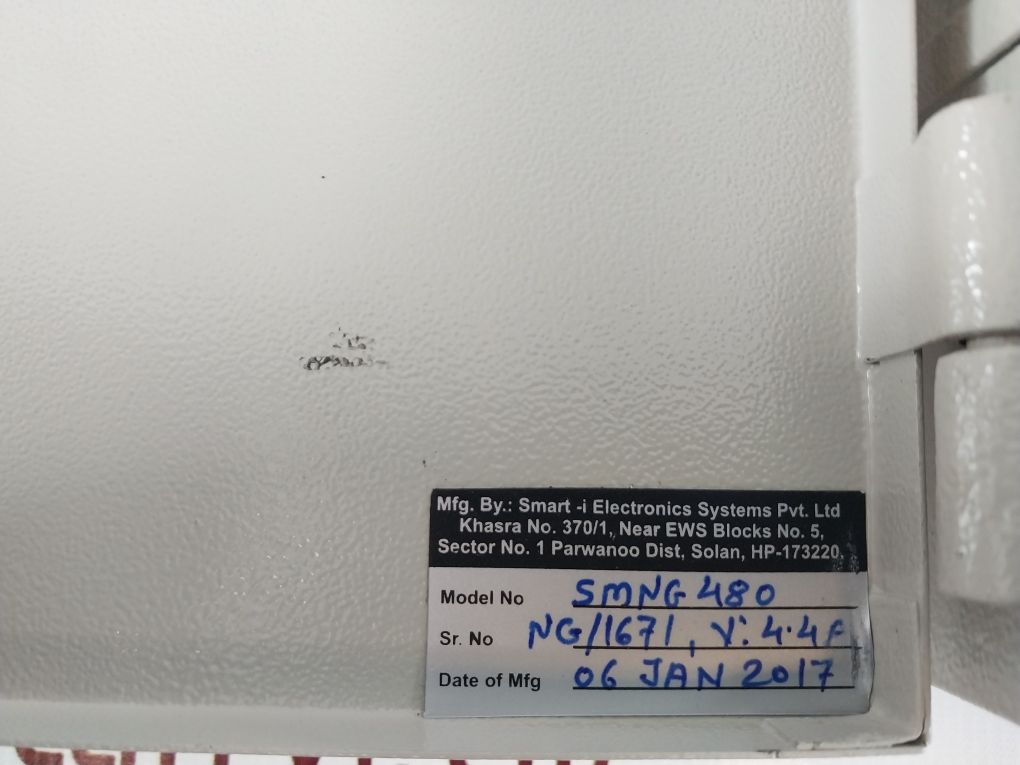 Mfg. By.: Smart -i Electronics Systems Pvt. Ltd
Khasra No. 370/1, Near EWS Blocks No. 5,
Sector No. 1 Parwanoo Dist, Solan, HP-173220,
Model No SMNG 480
Sr. No NG/1671, V: 4.4F
Date of Mfg 06 JAN 2017